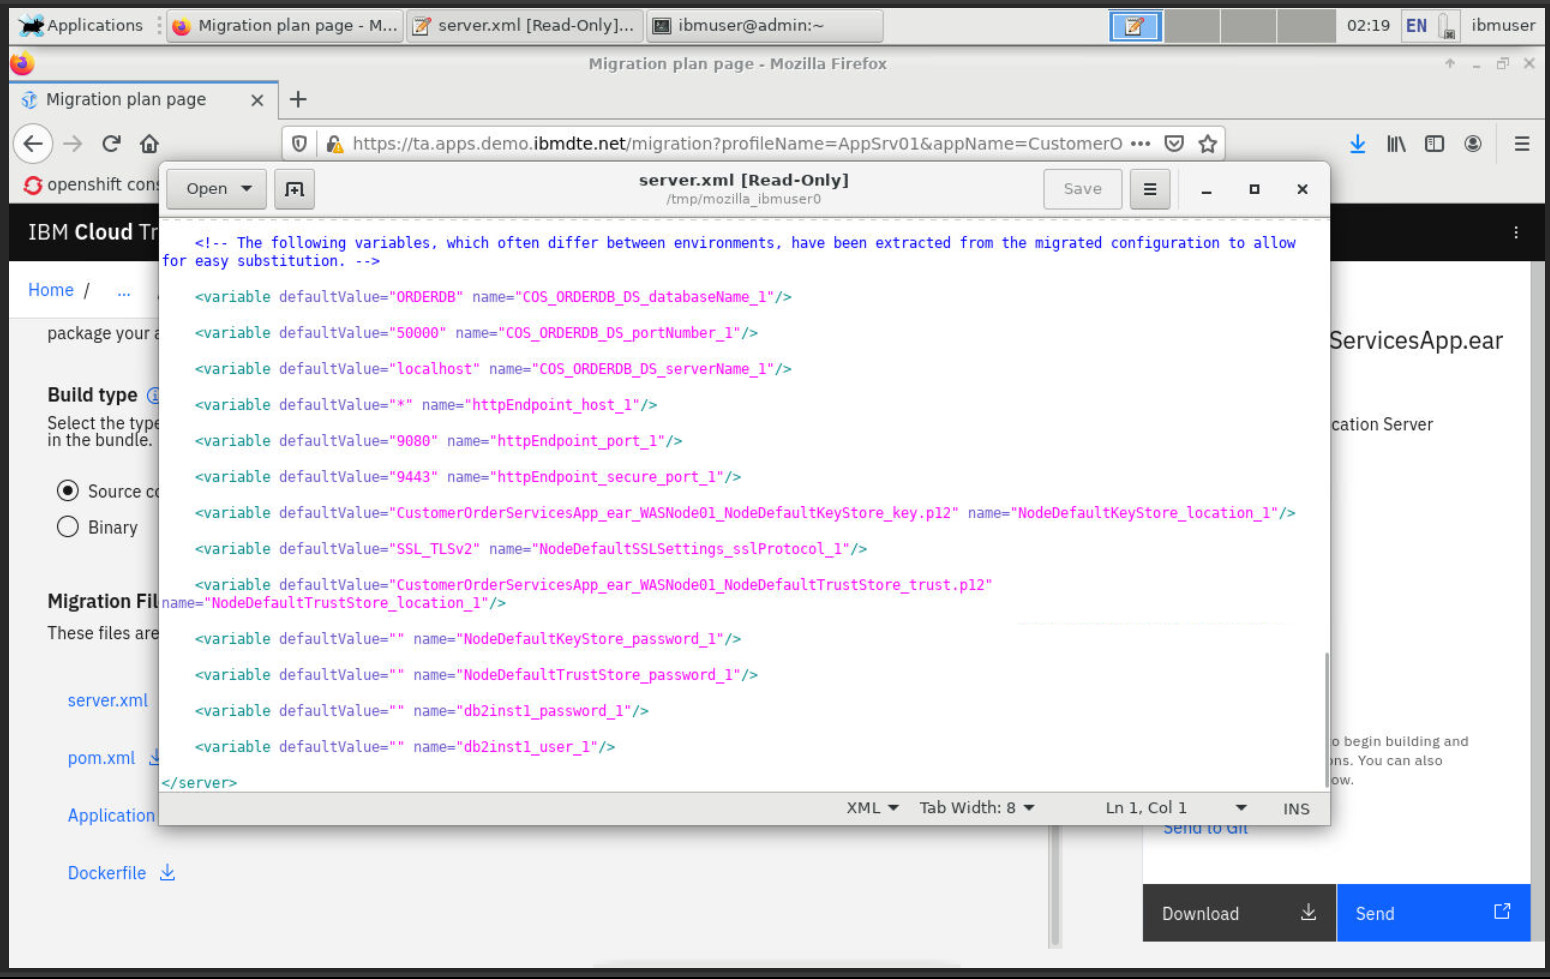 Applications
Migration plan page - M...
server.xml [Read-Only]...
ibmuser@admin:~
02:19
EN
ibmuser
Migration plan page - Mozilla Firefox
Migration plan page
https://ta.apps.demo.ibmdte.net/migration?profileName=AppSrv01&appName=CustomerO
openshift cons
Open
server.xml [Read-Only]
/tmp/mozilla_ibmuser0
Save
IBM Cloud Tr
Home / ...
<!-- The following variables, which often differ between environments, have been extracted from the migrated configuration to allow
for easy substitution. -->
<variable defaultValue="ORDERDB" name="COS_ORDERDB_DS_databaseName_1"/>
<variable defaultValue="50000" name="COS_ORDERDB_DS_portNumber_1"/>
<variable defaultValue="localhost" name="COS_ORDERDB_DS_serverName_1"/>
<variable defaultValue="*" name="httpEndpoint_host_1"/>
<variable defaultValue="9080" name="httpEndpoint_port_1"/>
<variable defaultValue="9443" name="httpEndpoint_secure_port_1"/>
<variable defaultValue="CustomerOrderServicesApp_ear_WASNode01_NodeDefaultKeyStore_key.p12" name="NodeDefaultKeyStore_location_1"/>
<variable defaultValue="SSL_TLSv2" name="NodeDefaultSSLSettings_sslProtocol_1"/>
<variable defaultValue="CustomerOrderServicesApp_ear_WASNode01_NodeDefaultTrustStore_trust.p12"
name="NodeDefaultTrustStore_location_1"/>
<variable defaultValue="" name="NodeDefaultKeyStore_password_1"/>
<variable defaultValue="" name="NodeDefaultTrustStore_password_1"/>
<variable defaultValue="" name="db2inst1_password_1"/>
<variable defaultValue="" name="db2inst1_user_1"/>
</server>
XML
Tab Width: 8
Ln 1, Col 1
INS
package your a
Build type
Select the type
in the bundle.
Source co
Binary
Migration Fil
These files are
server.xml
pom.xml
Application
Dockerfile
ServicesApp.ear
cation Server
o begin building and
ons. You can also
ow.
Send to Git
Download
Send